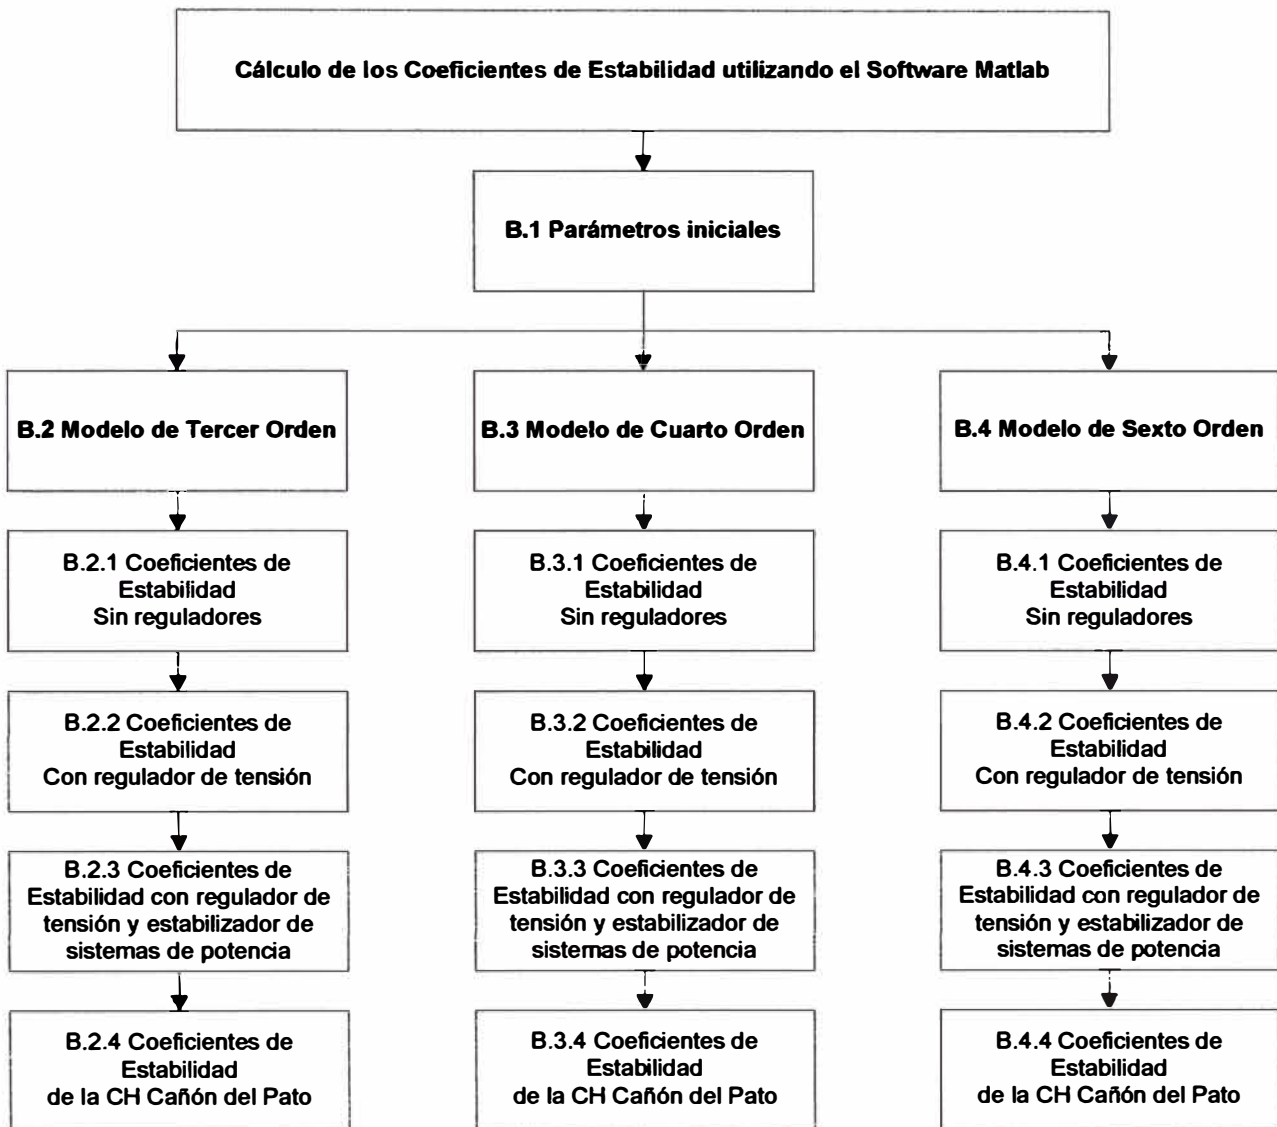 Cálculo de los Coeficientes de Estabilidad utilizando el Software Matlab
B.1 Parámetros iniciales
B.2 Modelo de Tercer Orden
B.3 Modelo de Cuarto Orden
B.4 Modelo de Sexto Orden
B.2.1 Coeficientes de
Estabilidad
Sin reguladores
B.3.1 Coeficientes de
Estabilidad
Sin reguladores
B.4.1 Coeficientes de
Estabilidad
Sin reguladores
B.2.2 Coeficientes de
Estabilidad
Con regulador de tensión
B.3.2 Coeficientes de
Estabilidad
Con regulador de tensión
B.4.2 Coeficientes de
Estabilidad
Con regulador de tensión
B.2.3 Coeficientes de
Estabilidad con regulador de
tensión y estabilizador de
sistemas de potencia
B.3.3 Coeficientes de
Estabilidad con regulador de
tensión y estabilizador de
sistemas de potencia
B.4.3 Coeficientes de
Estabilidad con regulador de
tensión y estabilizador de
sistemas de potencia
B.2.4 Coeficientes de
Estabilidad
de la CH Cañón del Pato
B.3.4 Coeficientes de
Estabilidad
de la CH Cañón del Pato
B.4.4 Coeficientes de
Estabilidad
de la CH Cañón del Pato